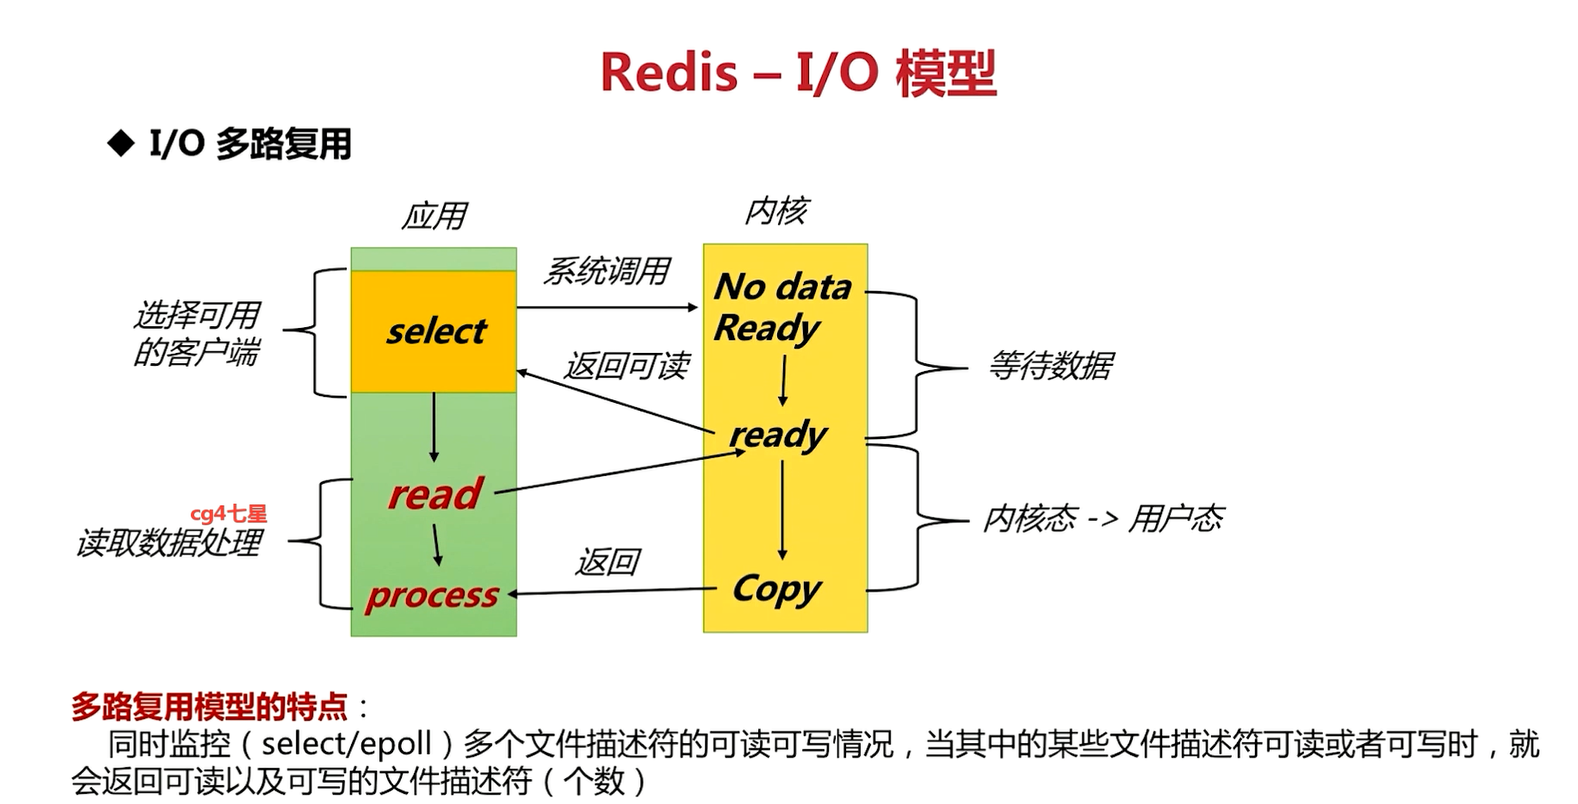 Redis – I/O 模型
◆ I/O 多路复用
应用
内核
系统调用
No data
Ready
选择可用
的客户端
select
返回可读
等待数据
ready
read
cg4七星
读取数据处理
内核态 -> 用户态
返回
process
Copy
多路复用模型的特点：
同时监控（select/epoll）多个文件描述符的可读可写情况，当其中的某些文件描述符可读或者可写时，就
会返回可读以及可写的文件描述符（个数）